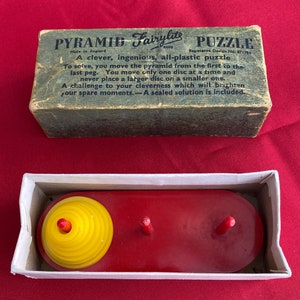 PYRAMID Fairylite PUZZLE
Made in England
A clever, ingenious, all-plastic puzzle
To solve, you move the pyramid from the first to the
last peg. You move only one disc at a time and
never place a larger disc on a smaller one.
A challenge to your cleverness which will brighten
your spare moments.— A sealed solution is included.